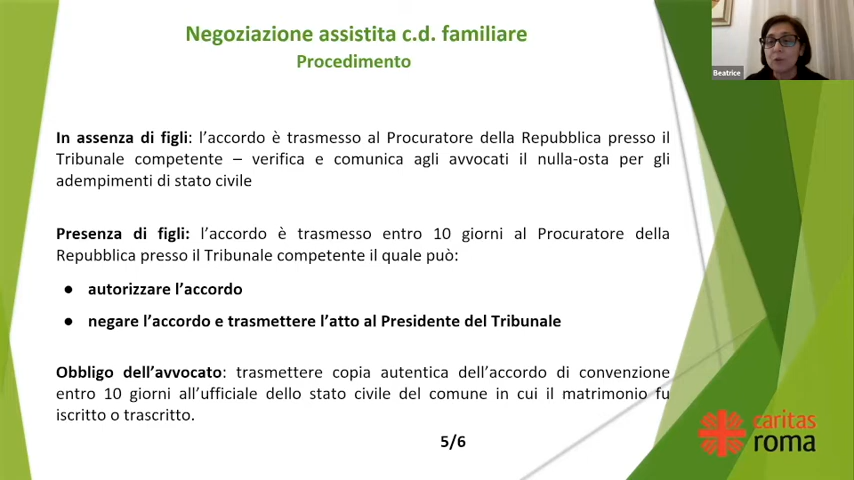 Negoziazione assistita c.d. familiare
Procedimento
Beatrice
In assenza di figli: l’accordo è trasmesso al Procuratore della Repubblica presso il
Tribunale competente – verifica e comunica agli avvocati il nulla-osta per gli
adempimenti di stato civile
Presenza di figli: l’accordo è trasmesso entro 10 giorni al Procuratore della
Repubblica presso il Tribunale competente il quale può:
● autorizzare l’accordo
● negare l’accordo e trasmettere l’atto al Presidente del Tribunale
Obbligo dell’avvocato: trasmettere copia autentica dell’accordo di convenzione
entro 10 giorni all’ufficiale dello stato civile del comune in cui il matrimonio fu
iscritto o trascritto.
5/6
caritas
roma